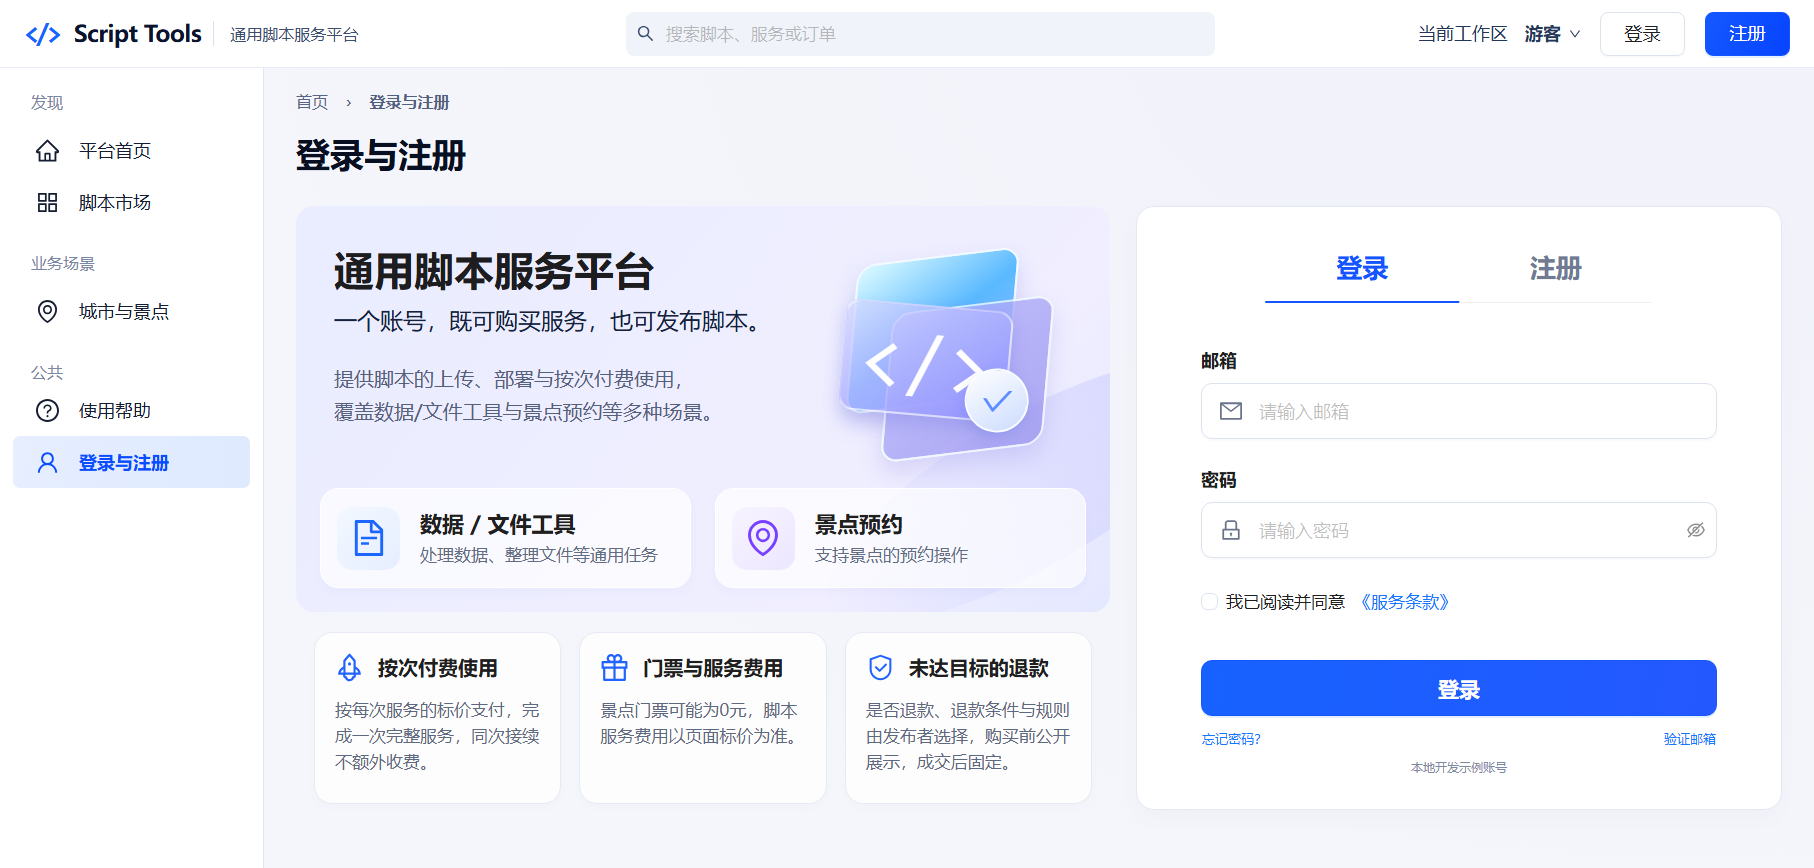 Script Tools 通用脚本服务平台
搜索脚本、服务或订单
当前工作区 游客
登录
注册
发现
平台首页
脚本市场
业务场景
城市与景点
公共
使用帮助
登录与注册
首页 › 登录与注册
登录与注册
通用脚本服务平台
一个账号，既可购买服务，也可发布脚本。
提供脚本的上传、部署与按次付费使用，
覆盖数据/文件工具与景点预约等多种场景。
</>
数据 / 文件工具
处理数据、整理文件等通用任务
景点预约
支持景点的预约操作
按次付费使用
按每次服务的标价支付，完
成一次完整服务，同次接续
不额外收费。
门票与服务费用
景点门票可能为0元，脚本
服务费用以页面标价为准。
未达目标的退款
是否退款、退款条件与规则
由发布者选择，购买前公开
展示，成交后固定。
登录 注册
邮箱
请输入邮箱
密码
请输入密码
我已阅读并同意 《服务条款》
登录
忘记密码? 验证邮箱
本地开发示例账号